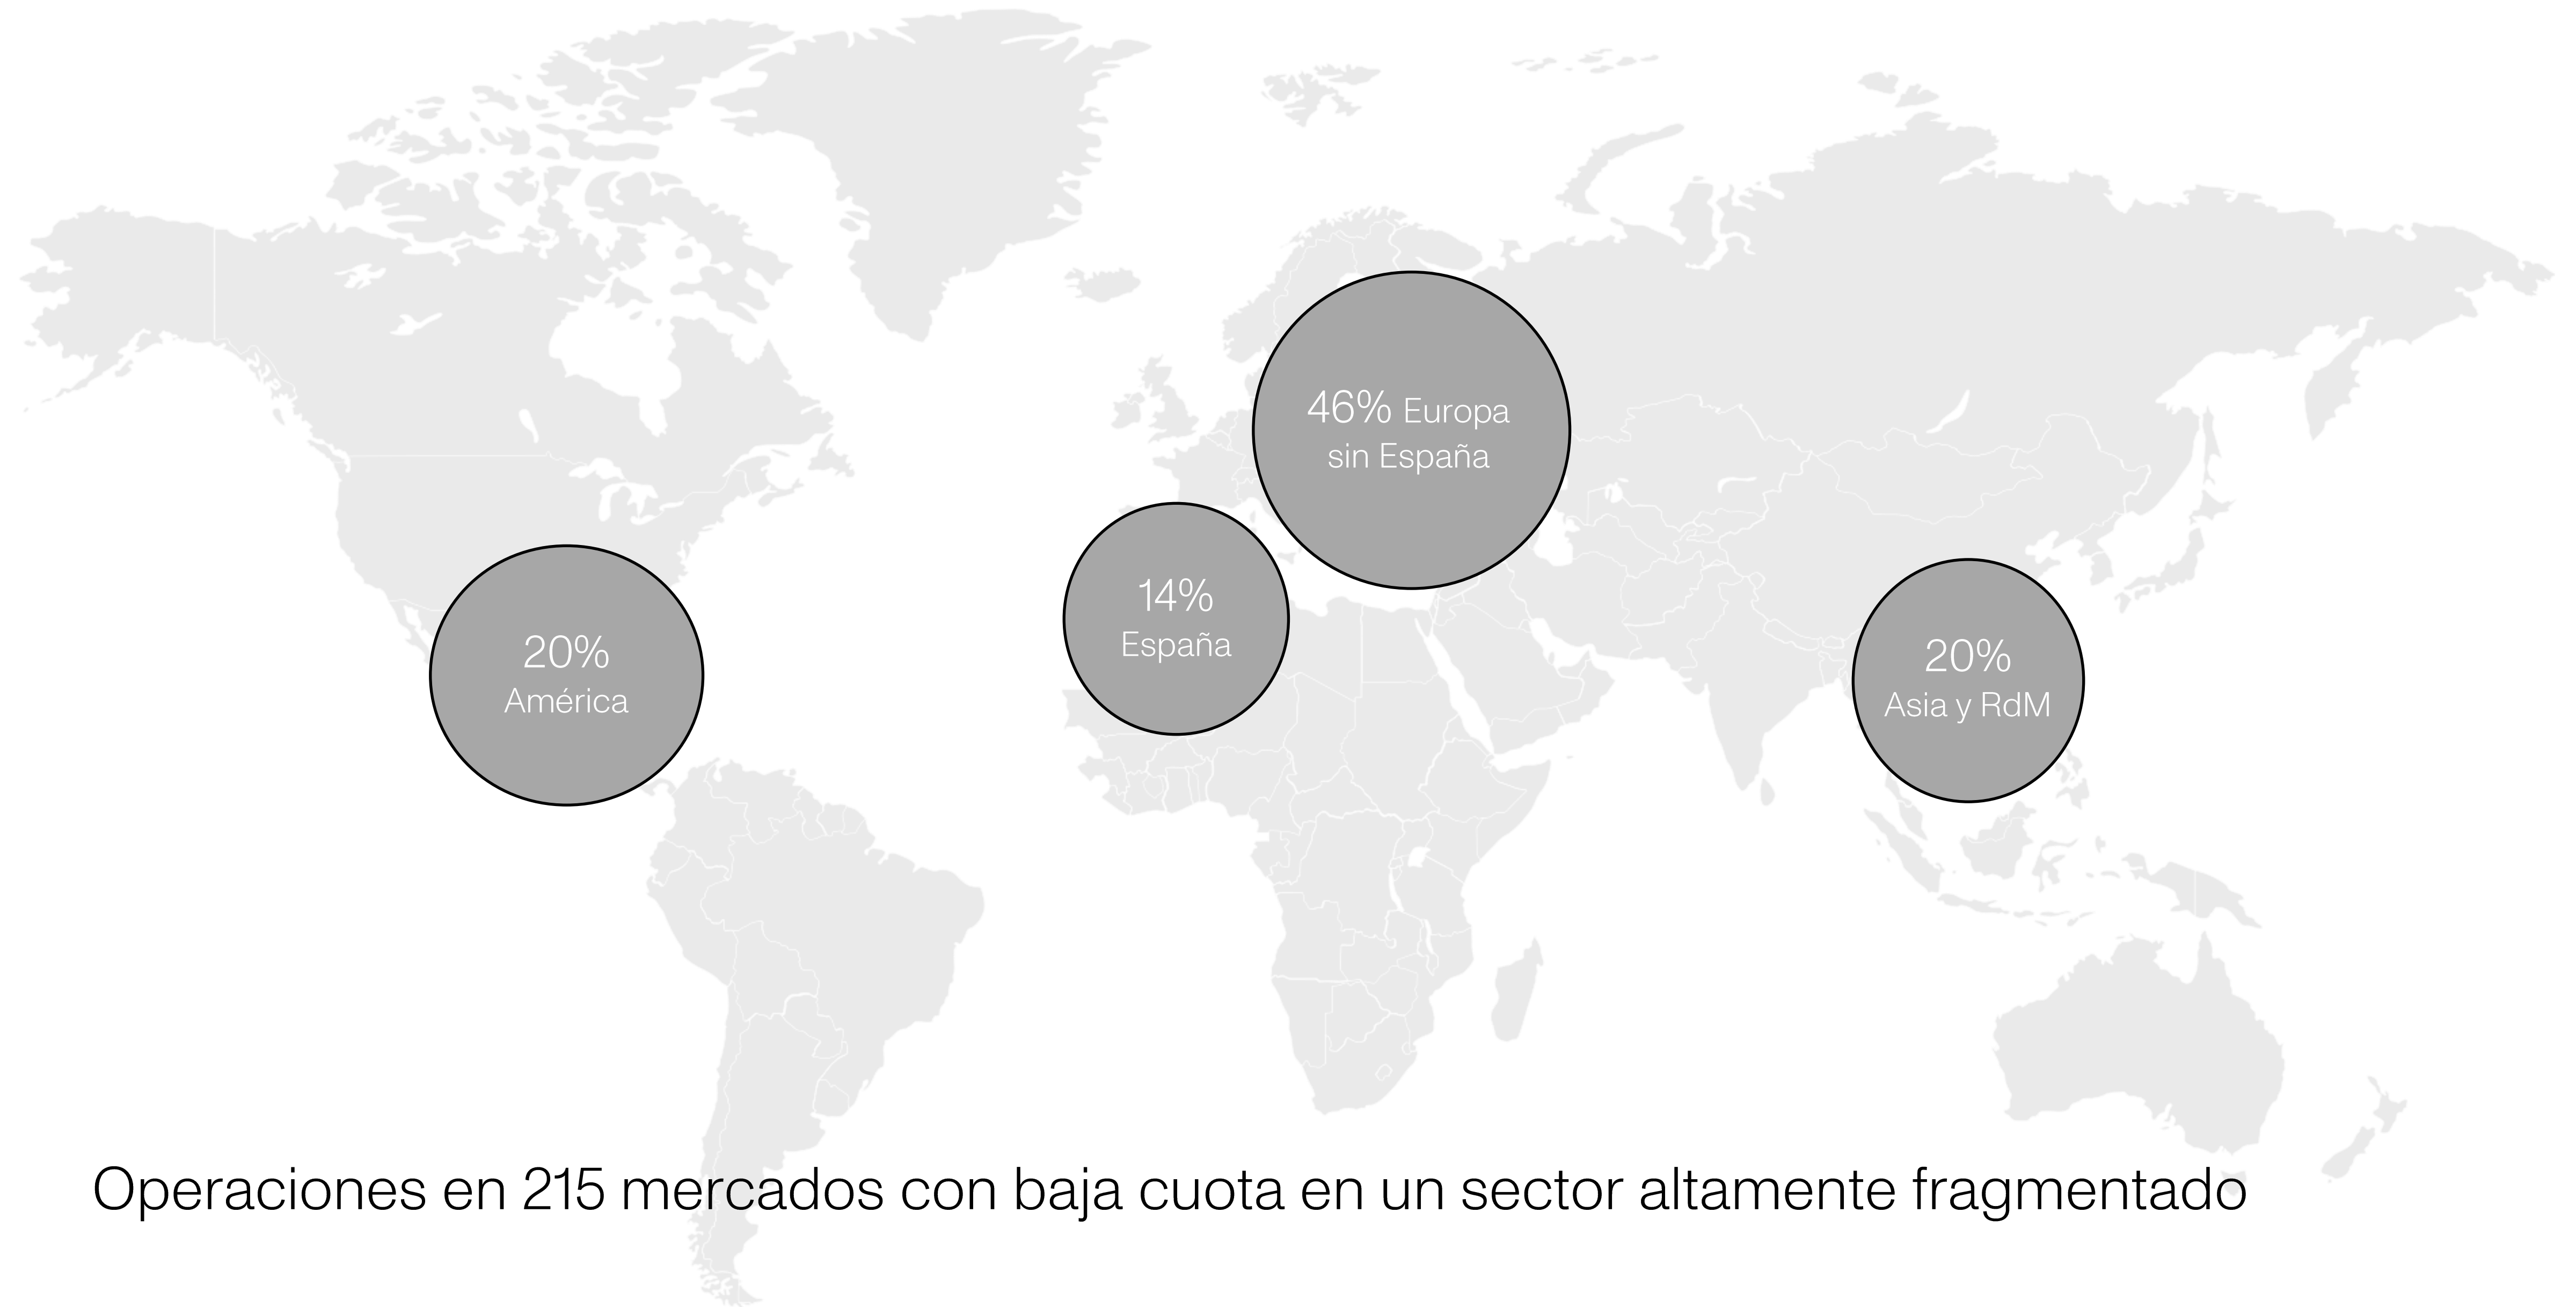 46% Europa
sin España
14%
España
20%
América
20%
Asia y RdM
Operaciones en 215 mercados con baja cuota en un sector altamente fragmentado